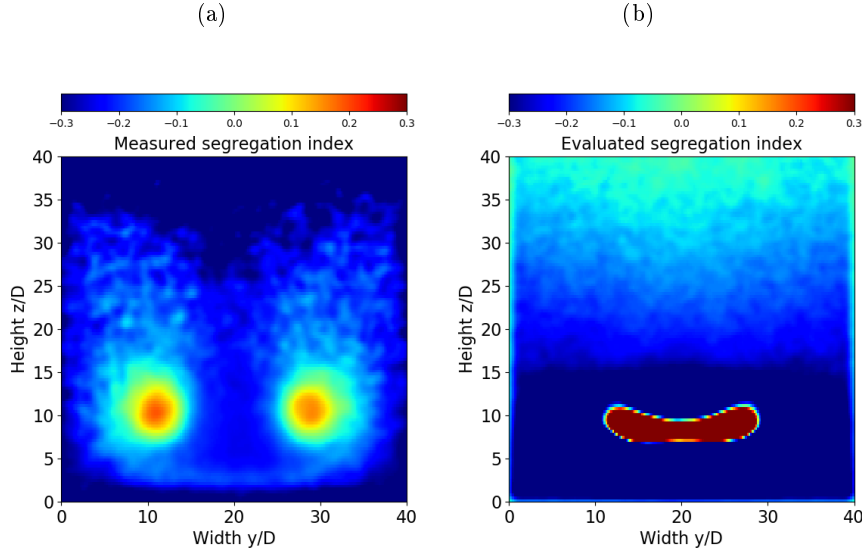 (a)
(b)
−0.3 −0.2 −0.1 0.0 0.1 0.2 0.3
−0.3 −0.2 −0.1 0.0 0.1 0.2 0.3
Measured segregation index
Evaluated segregation index
40
35
30
25
20
15
10
5
0
Height z/D
0 10 20 30 40
Width y/D
40
35
30
25
20
15
10
5
0
Height z/D
0 10 20 30 40
Width y/D